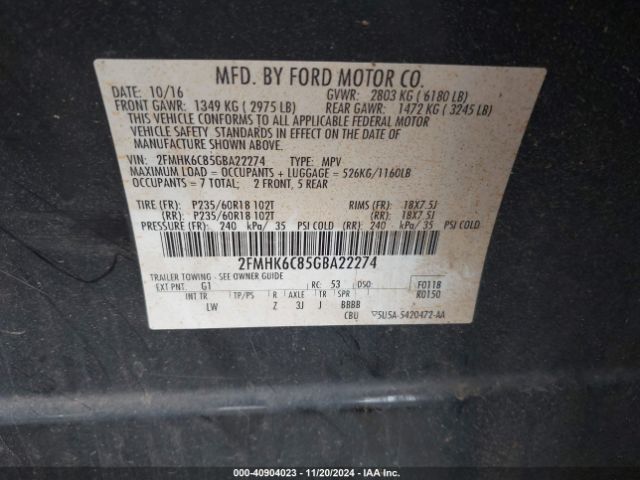 MFD. BY FORD MOTOR CO.
DATE: 10/16 GVWR: 2803 KG ( 6180 LB)
FRONT GAWR: 1349 KG ( 2975 LB) REAR GAWR: 1472 KG ( 3245 LB)
THIS VEHICLE CONFORMS TO ALL APPLICABLE FEDERAL MOTOR
VEHICLE SAFETY STANDARDS IN EFFECT ON THE DATE OF
MANUFACTURE SHOWN ABOVE.
VIN: 2FMHK6C85GBA22274 TYPE: MPV
MAXIMUM LOAD = OCCUPANTS + LUGGAGE = 526KG/1160LB
OCCUPANTS = 7 TOTAL; 2 FRONT, 5 REAR
TIRE (FR): P235/60R18 102T RIMS (FR): 18X7.5J
(RR): P235/60R18 102T (RR): 18X7.5J
PRESSURE (FR): 240 kPa/ 35 PSI COLD (RR): 240 kPa/ 35 PSI COLD
2FMHK6C85GBA22274
TRAILER TOWING - SEE OWNER GUIDE
EXT PNT: G1 RC: 53 DSO: F0118
R0150
INT TR TP/PS R AXLE TR SPR
LW Z 3J J BBBB
CBU 5U5A-5420472-AA
000-40904023 — 11/20/2024 — IAA Inc.